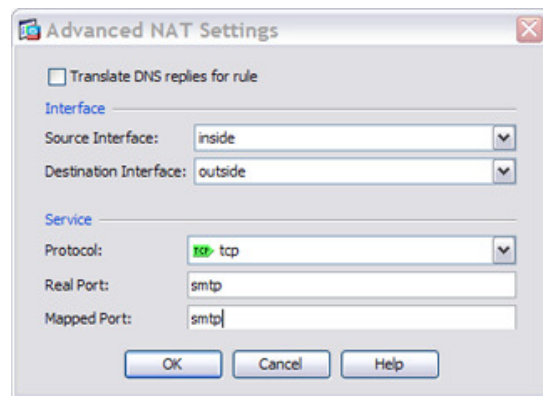 Advanced NAT Settings
Translate DNS replies for rule
Interface
Source Interface: inside
Destination Interface: outside
Service
Protocol: TCP tcp
Real Port: smtp
Mapped Port: smtp
OK Cancel Help